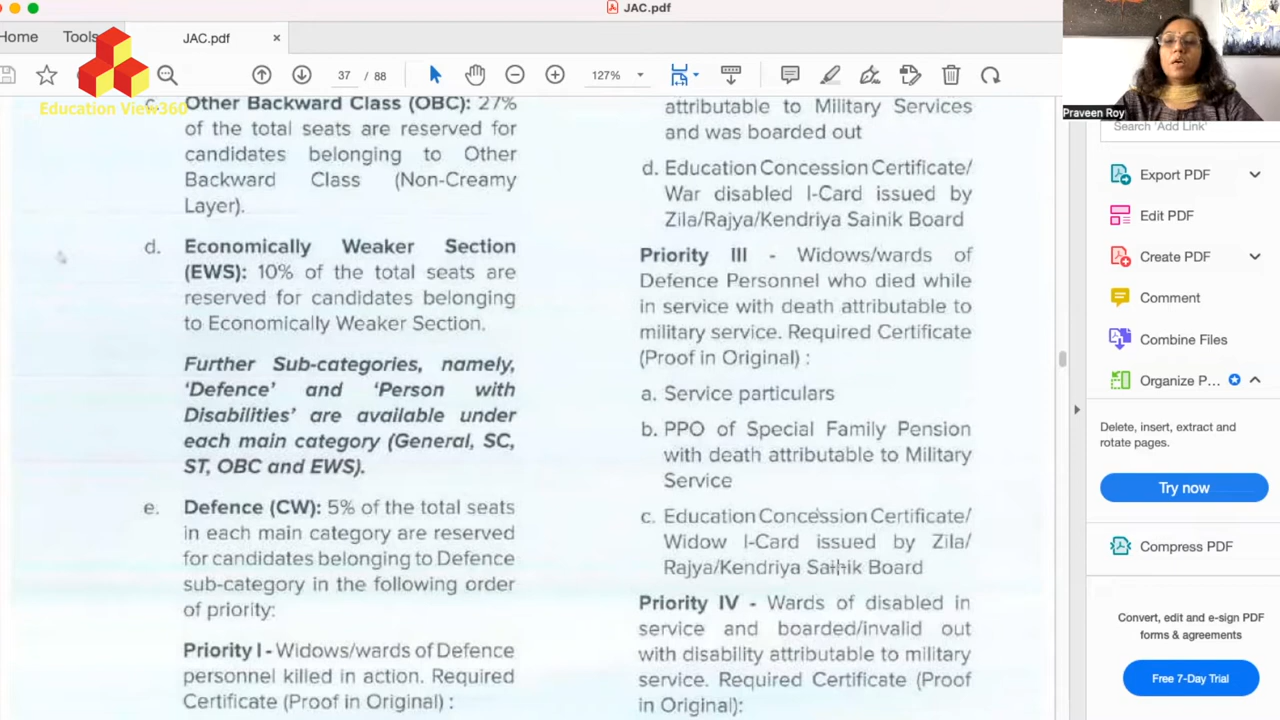 JAC.pdf
Home
Tools
JAC.pdf
×
37 / 88
127%
Education View360
Praveen Roy
c. Other Backward Class (OBC): 27%
of the total seats are reserved for
candidates belonging to Other
Backward Class (Non-Creamy
Layer).
d. Economically Weaker Section
(EWS): 10% of the total seats are
reserved for candidates belonging
to Economically Weaker Section.
Further Sub-categories, namely,
'Defence' and 'Person with
Disabilities' are available under
each main category (General, SC,
ST, OBC and EWS).
e. Defence (CW): 5% of the total seats
in each main category are reserved
for candidates belonging to Defence
sub-category in the following order
of priority:
Priority I - Widows/wards of Defence
personnel killed in action. Required
Certificate (Proof in Original) :
attributable to Military Services
and was boarded out
d. Education Concession Certificate/
War disabled I-Card issued by
Zila/Rajya/Kendriya Sainik Board
Priority III - Widows/wards of
Defence Personnel who died while
in service with death attributable to
military service. Required Certificate
(Proof in Original) :
a. Service particulars
b. PPO of Special Family Pension
with death attributable to Military
Service
c. Education Concession Certificate/
Widow I-Card issued by Zila/
Rajya/Kendriya Sainik Board
Priority IV - Wards of disabled in
service and boarded/invalid out
with disability attributable to military
service. Required Certificate (Proof
in Original):
Search 'Add Link'
Export PDF
Edit PDF
Create PDF
Comment
Combine Files
Organize P...
Delete, insert, extract and
rotate pages.
Try now
Compress PDF
Convert, edit and e-sign PDF
forms & agreements
Free 7-Day Trial